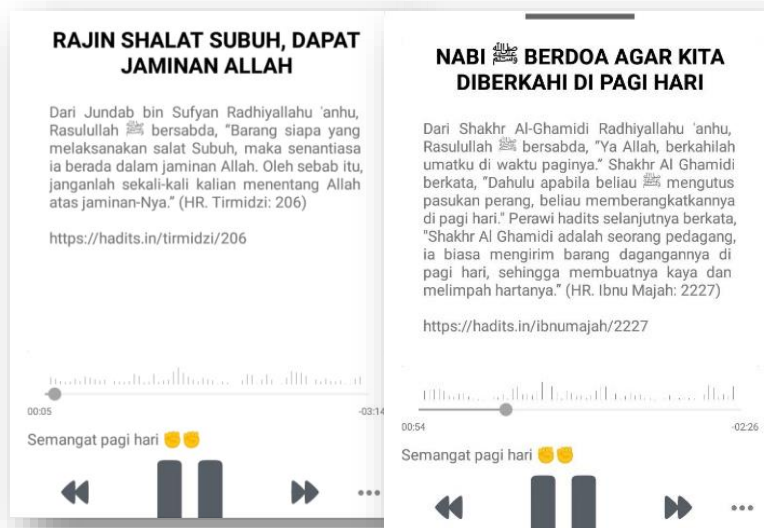 RAJIN SHALAT SUBUH, DAPAT
JAMINAN ALLAH
Dari Jundab bin Sufyan Radhiyallahu 'anhu,
Rasulullah ﷺ bersabda, "Barang siapa yang
melaksanakan salat Subuh, maka senantiasa
ia berada dalam jaminan Allah. Oleh sebab itu,
janganlah sekali-kali kalian menentang Allah
atas jaminan-Nya." (HR. Tirmidzi: 206)
https://hadits.in/tirmidzi/206
00:05
-03:14
Semangat pagi hari ✊✊
NABI ﷺ BERDOA AGAR KITA
DIBERKAHI DI PAGI HARI
Dari Shakhr Al-Ghamidi Radhiyallahu 'anhu,
Rasulullah ﷺ bersabda, "Ya Allah, berkahilah
umatku di waktu paginya." Shakhr Al Ghamidi
berkata, "Dahulu apabila beliau ﷺ mengutus
pasukan perang, beliau memberangkatkannya
di pagi hari." Perawi hadits selanjutnya berkata,
"Shakhr Al Ghamidi adalah seorang pedagang,
ia biasa mengirim barang dagangannya di
pagi hari, sehingga membuatnya kaya dan
melimpah hartanya." (HR. Ibnu Majah: 2227)
https://hadits.in/ibnumajah/2227
00:54
-02:26
Semangat pagi hari ✊✊